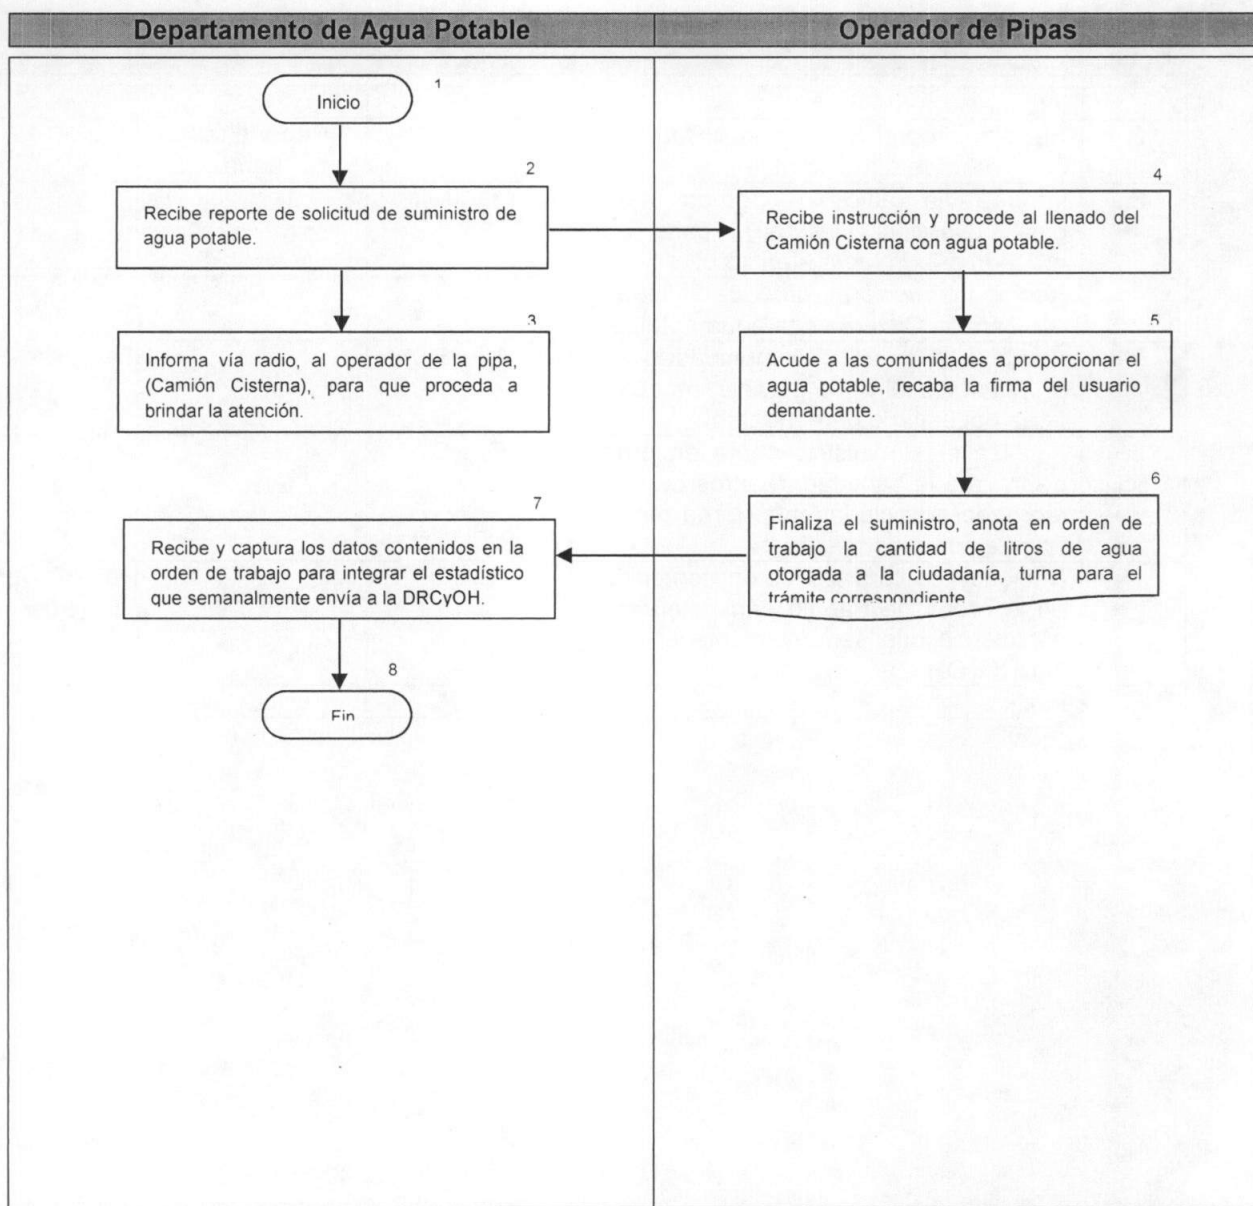 Departamento de Agua Potable
Operador de Pipas
1
Inicio
2
Recibe reporte de solicitud de suministro de
agua potable.
3
Informa vía radio, al operador de la pipa,
(Camión Cisterna), para que proceda a
brindar la atención.
4
Recibe instrucción y procede al llenado del
Camión Cisterna con agua potable.
5
Acude a las comunidades a proporcionar el
agua potable, recaba la firma del usuario
demandante.
6
Finaliza el suministro, anota en orden de
trabajo la cantidad de litros de agua
otorgada a la ciudadanía, turna para el
trámite correspondiente
7
Recibe y captura los datos contenidos en la
orden de trabajo para integrar el estadístico
que semanalmente envía a la DRCyOH.
8
Fin